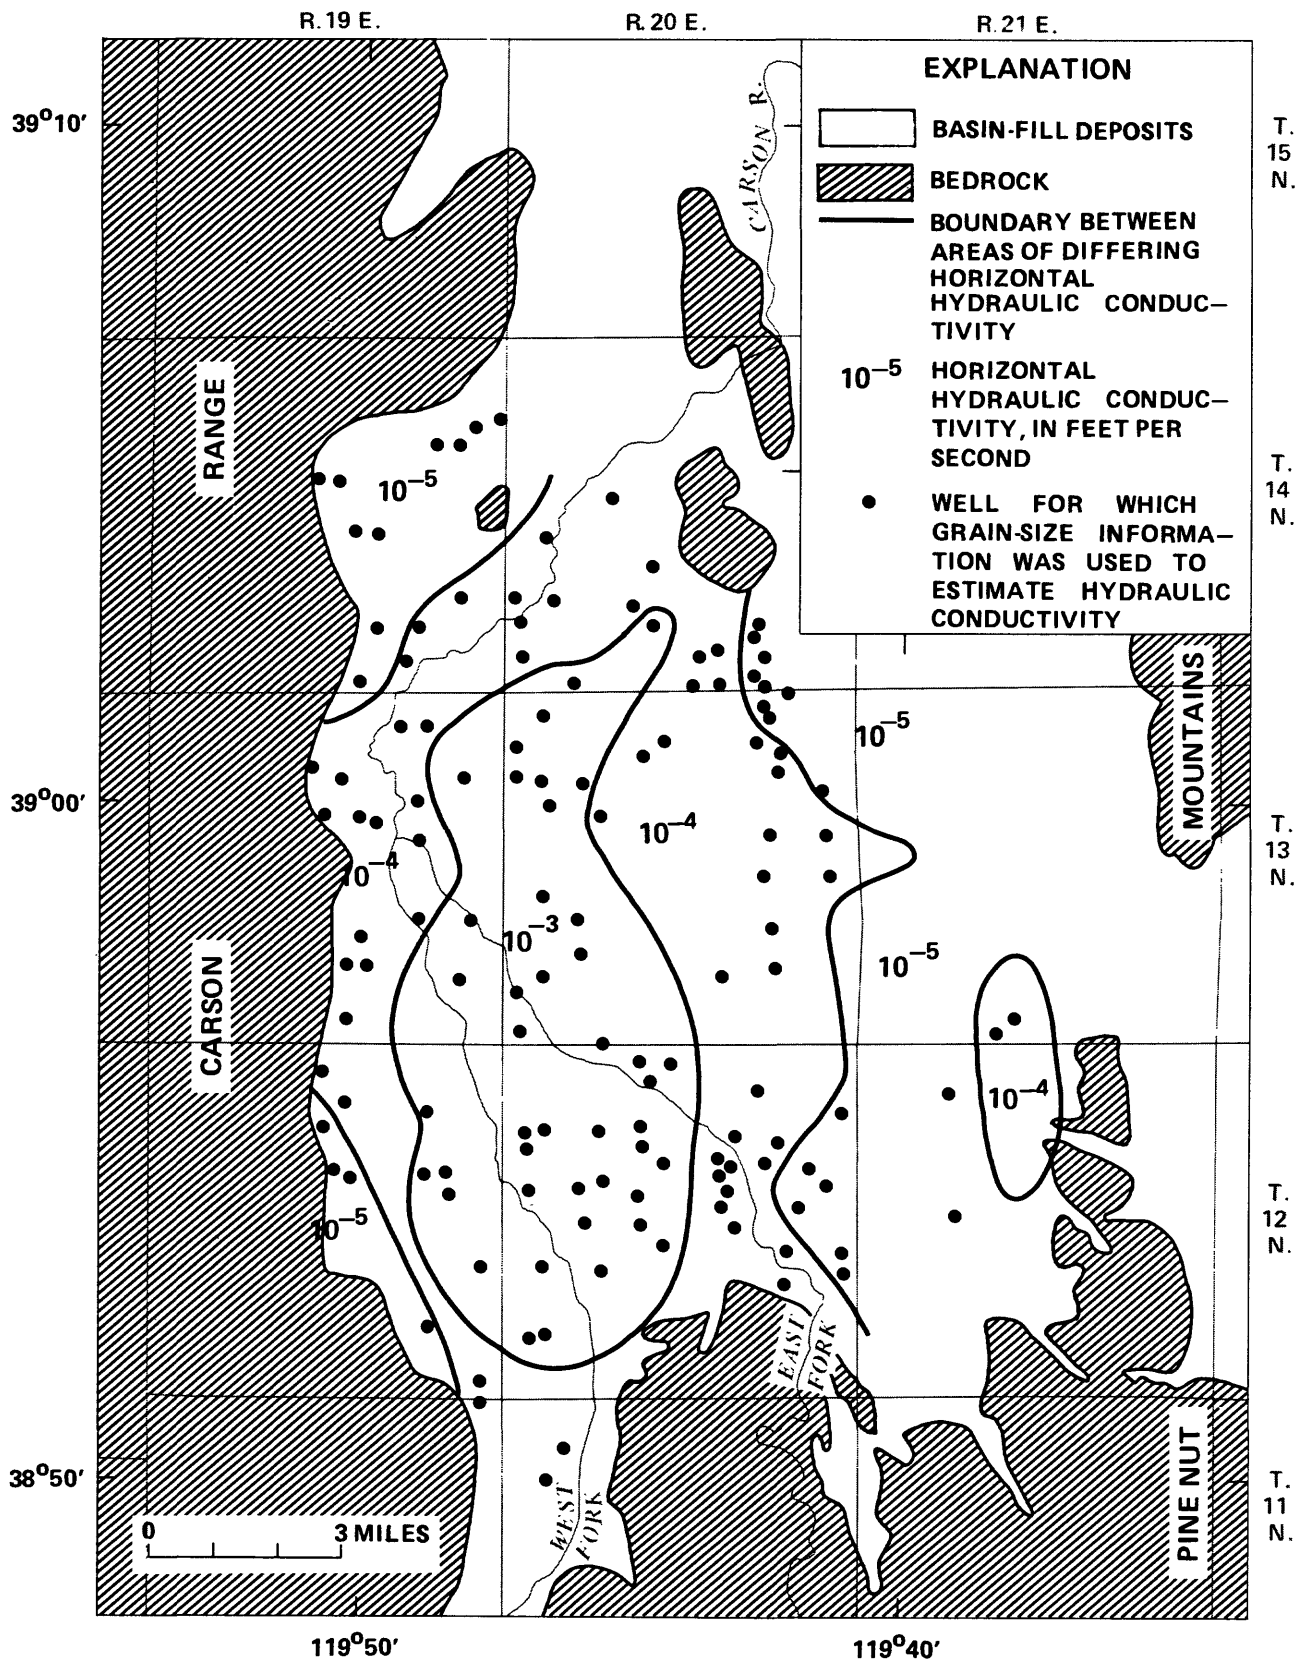 R. 19 E. R. 20 E. R. 21 E.
39°10′
T.
15
N.
CARSON R.
EXPLANATION
BASIN-FILL DEPOSITS
BEDROCK
BOUNDARY BETWEEN
AREAS OF DIFFERING
HORIZONTAL
HYDRAULIC CONDUC–
TIVITY
10–5 HORIZONTAL
HYDRAULIC CONDUC–
TIVITY, IN FEET PER
SECOND
WELL FOR WHICH
GRAIN-SIZE INFORMA–
TION WAS USED TO
ESTIMATE HYDRAULIC
CONDUCTIVITY
RANGE
10–5
T.
14
N.
MOUNTAINS
10–5
39°00′
10–4
T.
13
N.
10–4
10–3
10–5
CARSON
10–4
10–5
T.
12
N.
EAST
FORK
38°50′
WEST
FORK
PINE NUT
T.
11
N.
0 3 MILES
119°50′ 119°40′